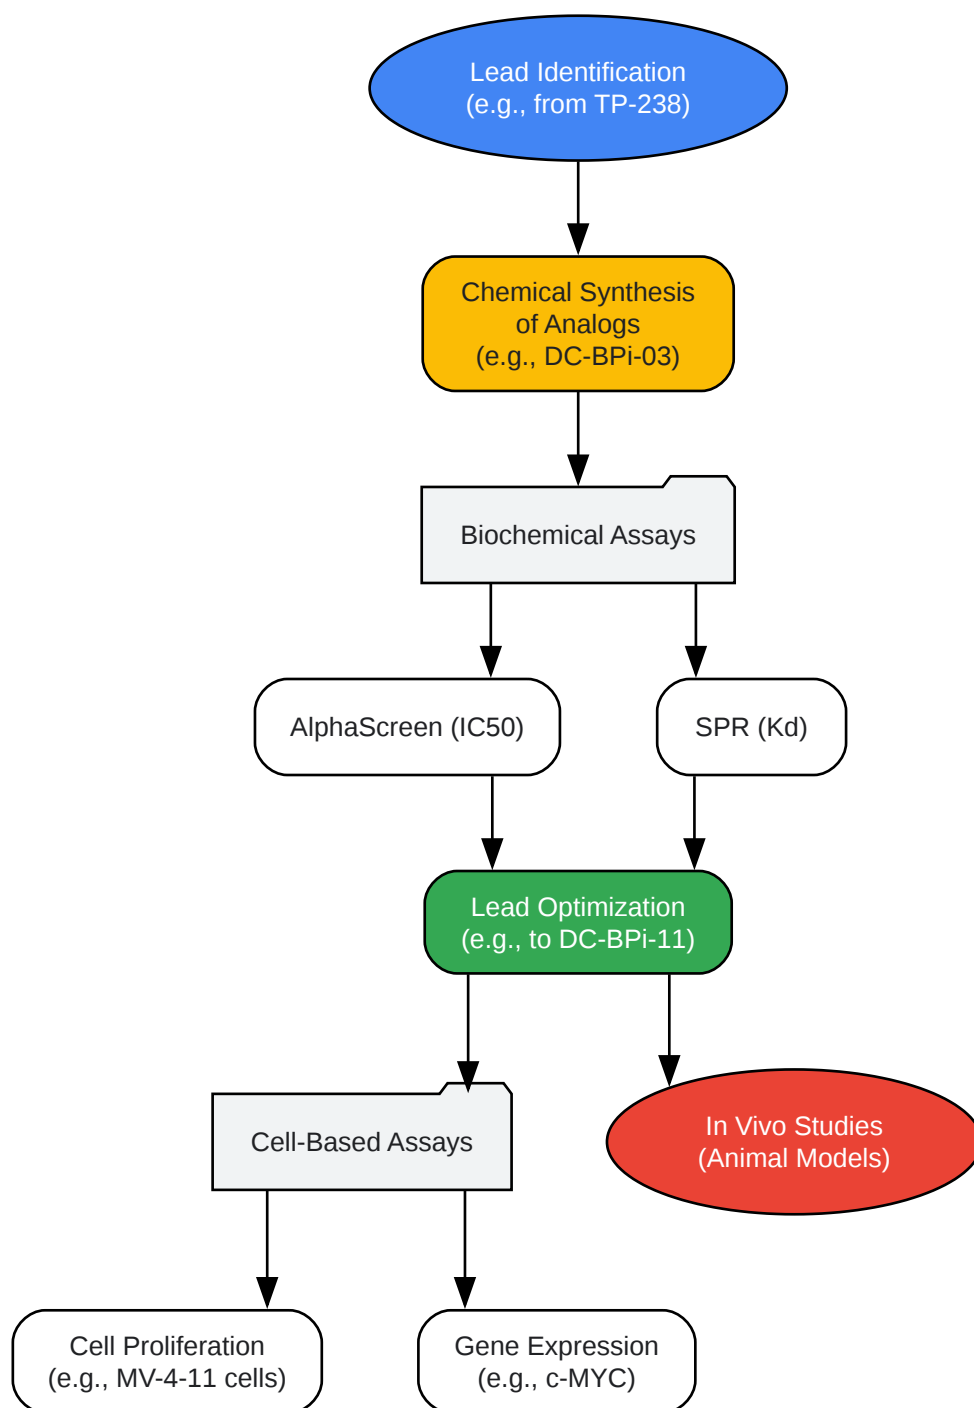 Lead Identification
(e.g., from TP-238)
Chemical Synthesis
of Analogs
(e.g., DC-BPi-03)
Biochemical Assays
AlphaScreen (IC50)
SPR (Kd)
Lead Optimization
(e.g., to DC-BPi-11)
Cell-Based Assays
In Vivo Studies
(Animal Models)
Cell Proliferation
(e.g., MV-4-11 cells)
Gene Expression
(e.g., c-MYC)